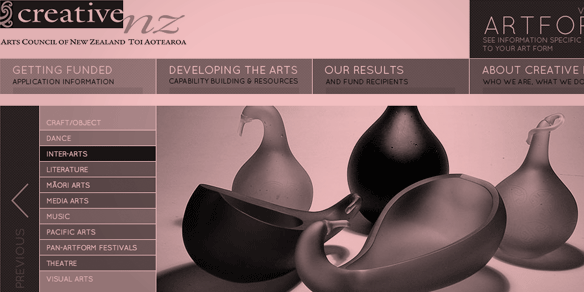 creative nz
ARTS COUNCIL OF NEW ZEALAND TOI AOTEAROA
V
ARTFOR
SEE INFORMATION SPECIFIC
TO YOUR ART FORM
GETTING FUNDED
APPLICATION INFORMATION
DEVELOPING THE ARTS
CAPABILITY BUILDING & RESOURCES
OUR RESULTS
AND FUND RECIPIENTS
ABOUT CREATIVE
WHO WE ARE, WHAT WE DO
PREVIOUS
CRAFT/OBJECT
DANCE
INTER-ARTS
LITERATURE
MĀORI ARTS
MEDIA ARTS
MUSIC
PACIFIC ARTS
PAN-ARTFORM FESTIVALS
THEATRE
VISUAL ARTS